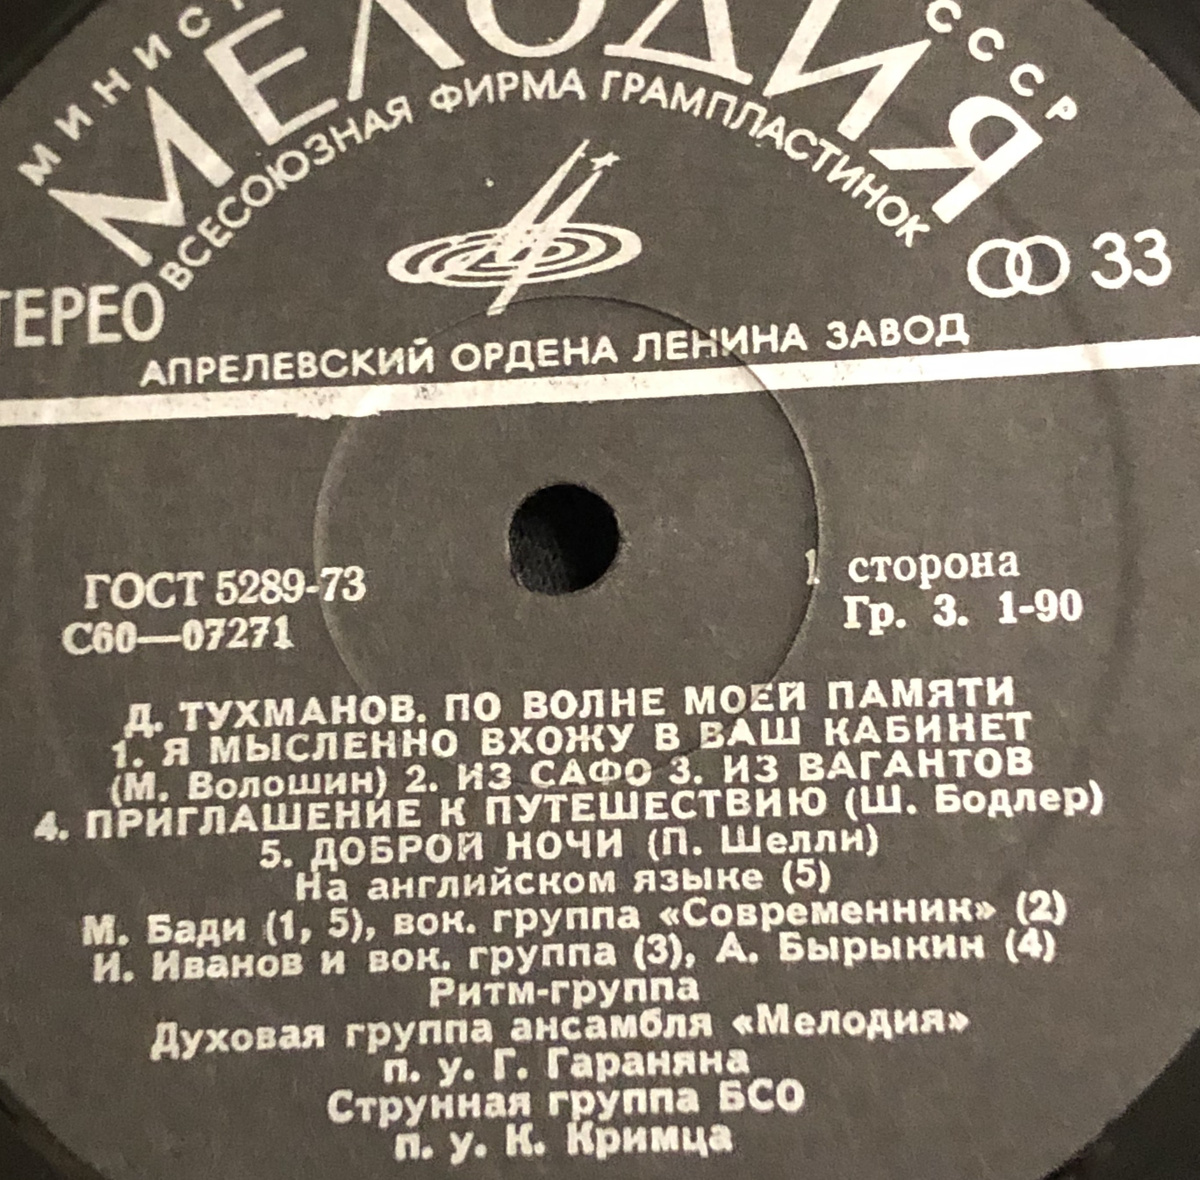 МИНИСТ СССР
МЕЛОДИЯ
ВСЕСОЮЗНАЯ ФИРМА ГРАМПЛАСТИНОК
ТЕРЕО
33
АПРЕЛЕВСКИЙ ОРДЕНА ЛЕНИНА ЗАВОД
ГОСТ 5289-73
С60—07271
1 сторона
Гр. 3. 1-90
Д. ТУХМАНОВ. ПО ВОЛНЕ МОЕЙ ПАМЯТИ
1. Я МЫСЛЕННО ВХОЖУ В ВАШ КАБИНЕТ
(М. Волошин) 2. ИЗ САФО 3. ИЗ ВАГАНТОВ
4. ПРИГЛАШЕНИЕ К ПУТЕШЕСТВИЮ (Ш. Бодлер)
5. ДОБРОЙ НОЧИ (П. Шелли)
На английском языке (5)
М. Бади (1, 5), вок. группа «Современник» (2)
И. Иванов и вок. группа (3), А. Бырыкин (4)
Ритм-группа
Духовая группа ансамбля «Мелодия»
п. у. Г. Гараняна
Струнная группа БСО
п. у. К. Кримца